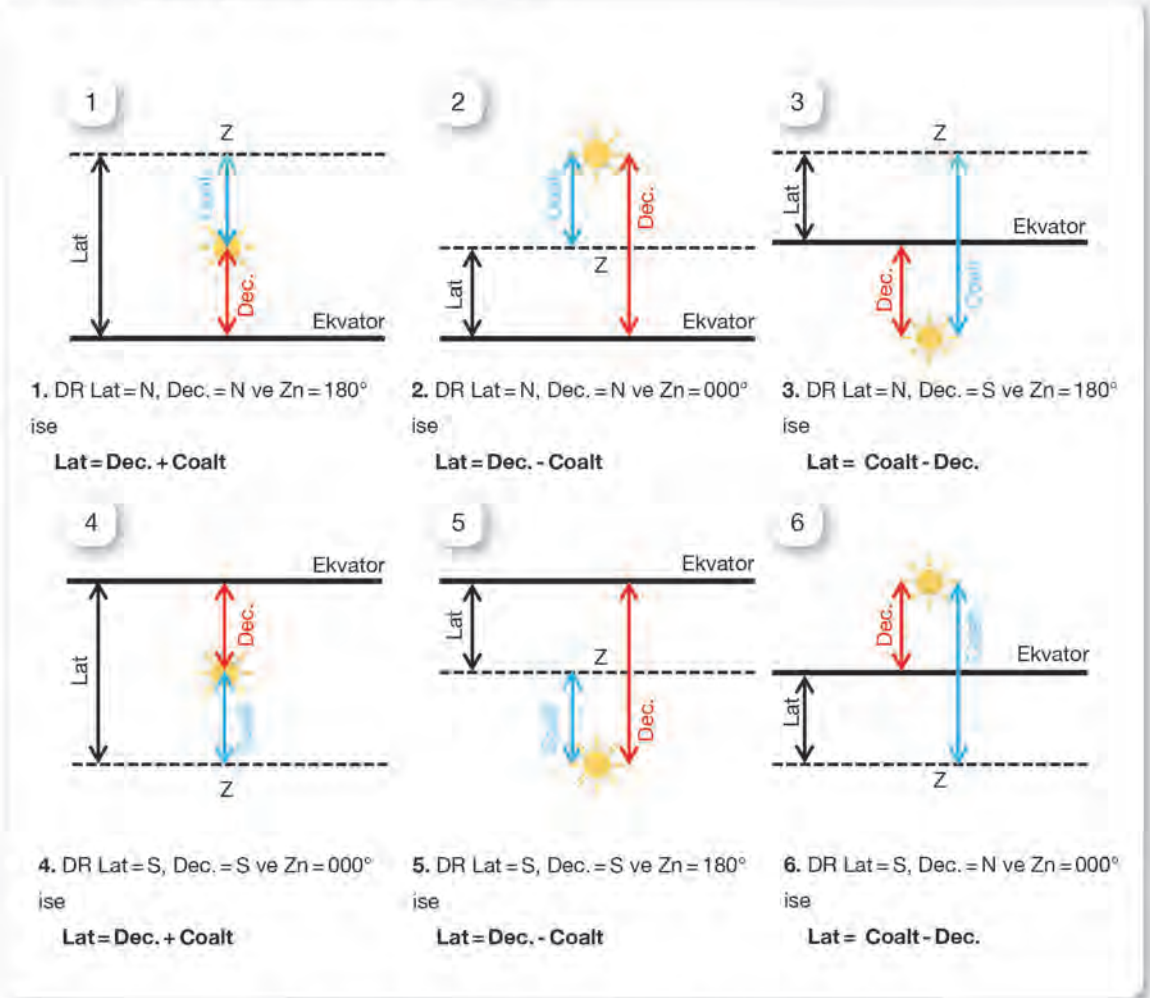 1
Z
Lat
Dec.
Ekvator
1. DR Lat=N, Dec.=N ve Zn=180°
ise
Lat=Dec.+Coalt
2
Dec.
Z
Lat
Ekvator
2. DR Lat=N, Dec.=N ve Zn=000°
ise
Lat=Dec.-Coalt
3
Z
Lat
Ekvator
Dec.
Coalt
3. DR Lat=N, Dec.=S ve Zn=180°
ise
Lat= Coalt-Dec.
4
Ekvator
Lat
Dec.
Z
4. DR Lat=S, Dec.=S ve Zn=000°
ise
Lat=Dec.+Coalt
5
Ekvator
Lat
Z
Dec.
5. DR Lat=S, Dec.=S ve Zn=180°
ise
Lat=Dec.-Coalt
6
Dec.
Ekvator
Lat
Z
6. DR Lat=S, Dec.=N ve Zn=000°
ise
Lat= Coalt-Dec.